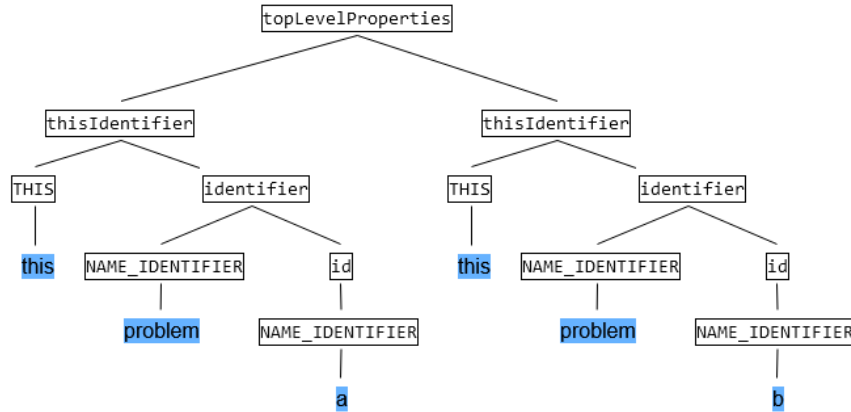 topLevelProperties
thisIdentifier thisIdentifier
THIS identifier THIS identifier
this NAME_IDENTIFIER id this NAME_IDENTIFIER id
problem NAME_IDENTIFIER problem NAME_IDENTIFIER
a b